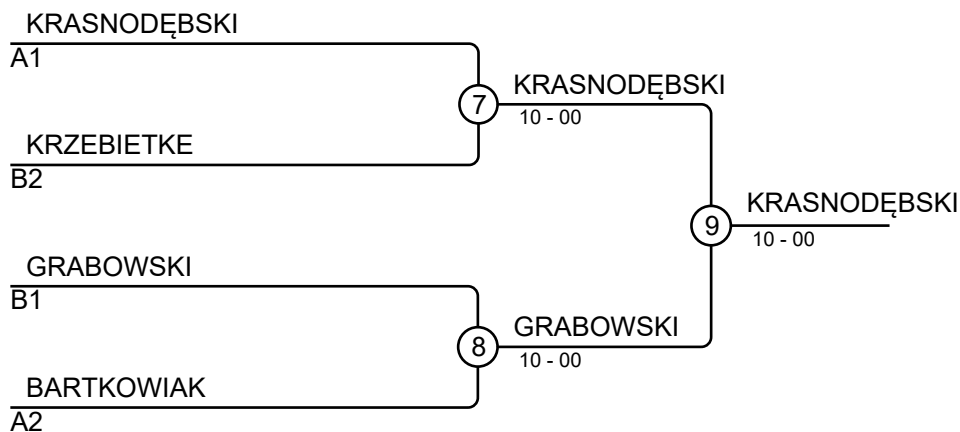 KRASNODĘBSKI
A1
7
KRASNODĘBSKI
10 - 00
KRZEBIETKE
B2
9
KRASNODĘBSKI
10 - 00
GRABOWSKI
B1
8
GRABOWSKI
10 - 00
BARTKOWIAK
A2